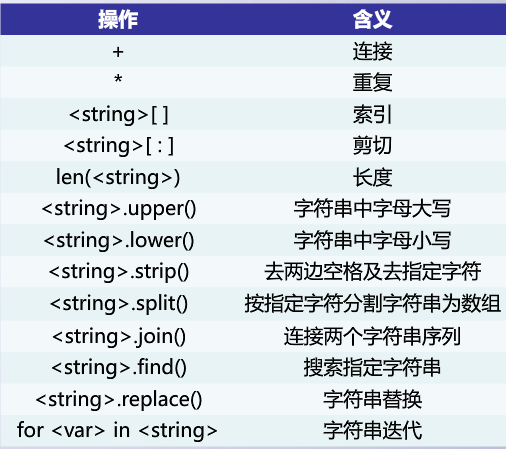 操作 含义
+ 连接
* 重复
<string>[ ] 索引
<string>[ : ] 剪切
len(<string>) 长度
<string>.upper() 字符串中字母大写
<string>.lower() 字符串中字母小写
<string>.strip() 去两边空格及去指定字符
<string>.split() 按指定字符分割字符串为数组
<string>.join() 连接两个字符串序列
<string>.find() 搜索指定字符串
<string>.replace() 字符串替换
for <var> in <string> 字符串迭代